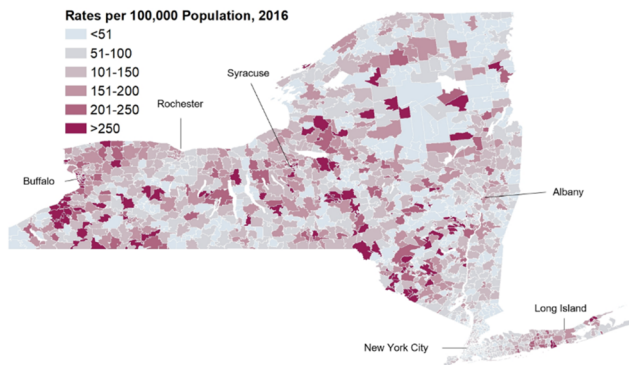 Rates per 100,000 Population, 2016
<51
51-100
101-150
151-200
201-250
>250
Syracuse
Rochester
Buffalo
Albany
Long Island
New York City